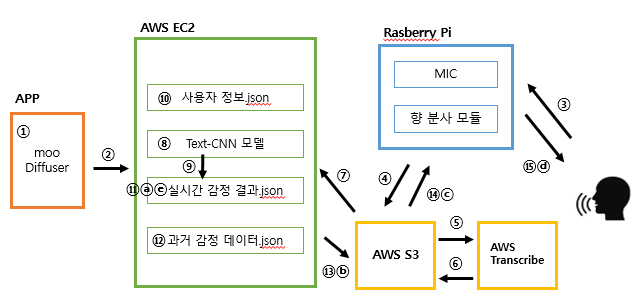 AWS EC2
Rasberry Pi
⑩ 사용자 정보.json
MIC
APP
①
moo
Diffuser
②
⑧ Text-CNN 모델
향 분사 모듈
③
⑨
⑮ⓓ
⑪ⓐⓔ실시간 감정 결과.json
⑦
④
⑭ⓒ
⑫ 과거 감정 데이터.json
⑬ⓑ
AWS S3
⑤
⑥
AWS
Transcribe